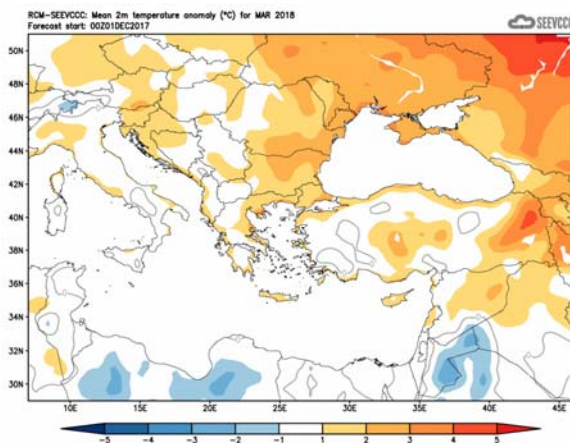 RCM-SEEVCCC: Mean 2m temperature anomaly (°C) for MAR 2018
Forecast start: 00Z01DEC2017
SEEVCCC
50N
48N
46N
44N
42N
40N
38N
36N
34N
32N
30N
10E 15E 20E 25E 30E 35E 40E 45E
-5 -4 -3 -2 -1 1 2 3 4 5